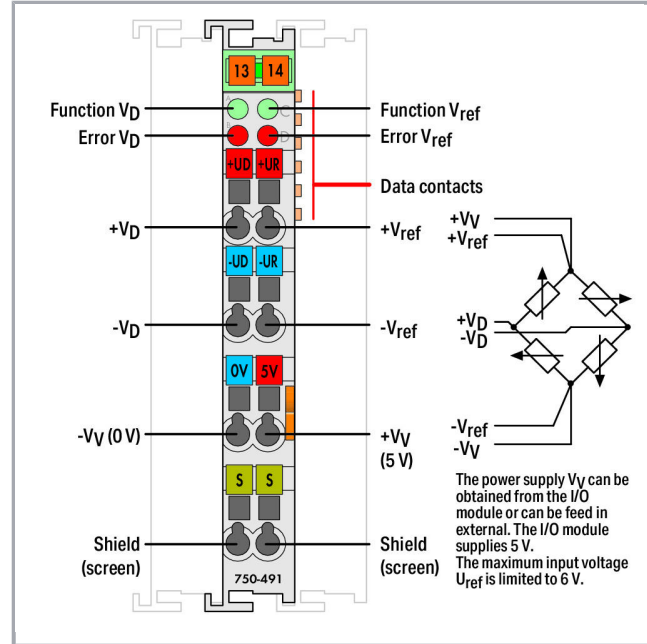 13 14
A C
Function VD Function Vref
B D
Error VD Error Vref
+UD +UR
Data contacts
+VD +Vref
-UD -UR
-VD -Vref
0V 5V
-VV (0 V) +VV
(5 V)
S S
Shield Shield
(screen) (screen)
750-491
+VV
+Vref
+VD
-VD
-Vref
-VV
The power supply VV can be
obtained from the I/O
module or can be feed in
external. The I/O module
supplies 5 V.
The maximum input voltage
Uref is limited to 6 V.